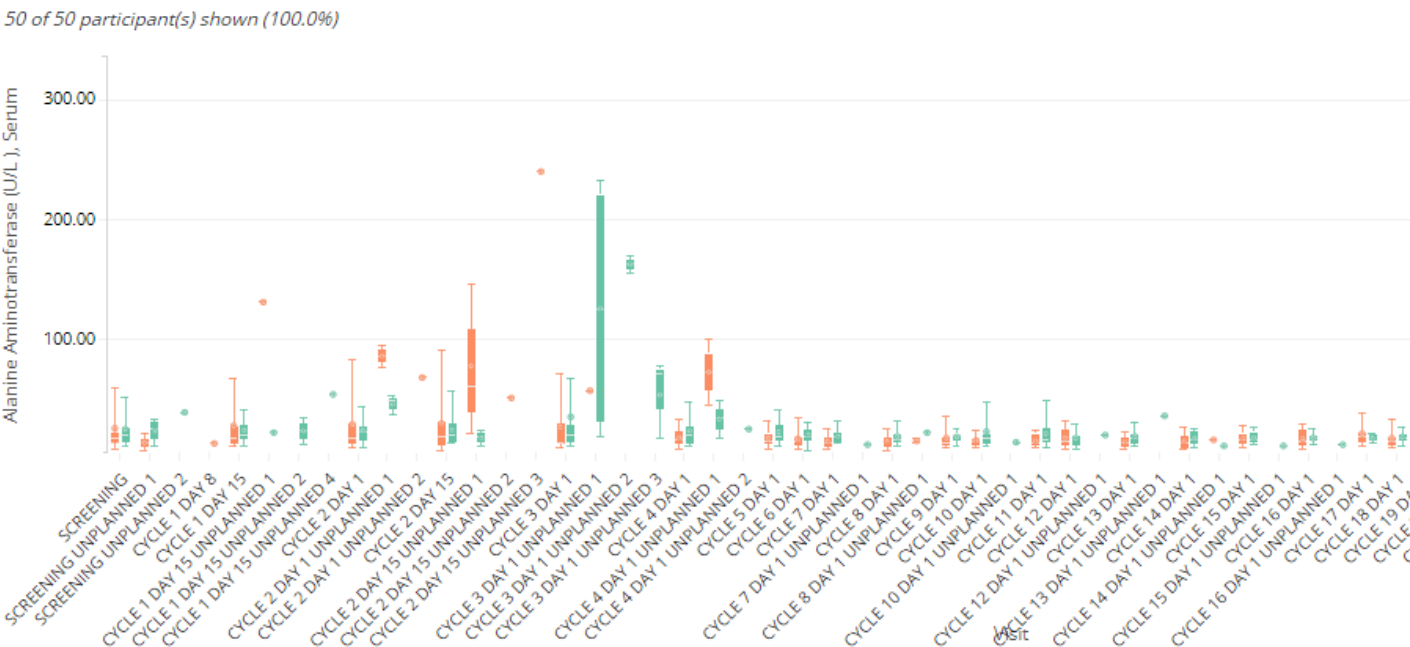 50 of 50 participant(s) shown (100.0%)
Alanine Aminotransferase (U/L ), Serum
300.00
200.00
100.00
SCREENING
SCREENING UNPLANNED 1
SCREENING UNPLANNED 2
CYCLE 1 DAY 8
CYCLE 1 DAY 15
CYCLE 1 DAY 15 UNPLANNED 1
CYCLE 1 DAY 15 UNPLANNED 2
CYCLE 1 DAY 15 UNPLANNED 4
CYCLE 2 DAY 1
CYCLE 2 DAY 1 UNPLANNED 1
CYCLE 2 DAY 1 UNPLANNED 2
CYCLE 2 DAY 15
CYCLE 2 DAY 15 UNPLANNED 1
CYCLE 2 DAY 15 UNPLANNED 2
CYCLE 2 DAY 15 UNPLANNED 3
CYCLE 3 DAY 1
CYCLE 3 DAY 1 UNPLANNED 1
CYCLE 3 DAY 1 UNPLANNED 2
CYCLE 3 DAY 1 UNPLANNED 3
CYCLE 4 DAY 1
CYCLE 4 DAY 1 UNPLANNED 1
CYCLE 4 DAY 1 UNPLANNED 2
CYCLE 5 DAY 1
CYCLE 6 DAY 1
CYCLE 7 DAY 1
CYCLE 7 DAY 1 UNPLANNED 1
CYCLE 8 DAY 1
CYCLE 8 DAY 1 UNPLANNED 1
CYCLE 9 DAY 1
CYCLE 10 DAY 1
CYCLE 10 DAY 1 UNPLANNED 1
CYCLE 11 DAY 1
CYCLE 12 DAY 1
CYCLE 12 DAY 1 UNPLANNED 1
CYCLE 13 DAY 1
CYCLE 13 DAY 1 UNPLANNED 1
CYCLE 14 DAY 1
CYCLE 14 DAY 1 UNPLANNED 1
CYCLE 15 DAY 1
CYCLE 15 DAY 1 UNPLANNED 1
CYCLE 16 DAY 1
CYCLE 16 DAY 1 UNPLANNED 1
CYCLE 17 DAY 1
CYCLE 18 DAY 1
CYCLE 19 DA
Visit